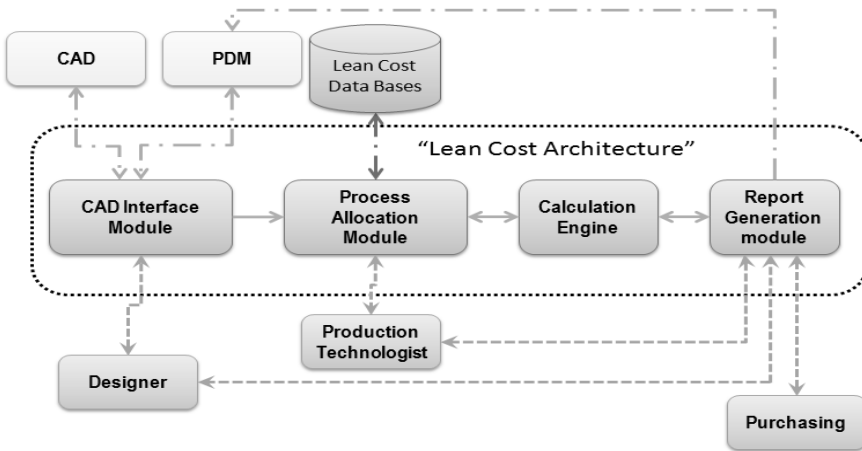 CAD
PDM
Lean Cost
Data Bases
“Lean Cost Architecture”
CAD Interface
Module
Process
Allocation
Module
Calculation
Engine
Report
Generation
module
Production
Technologist
Designer
Purchasing